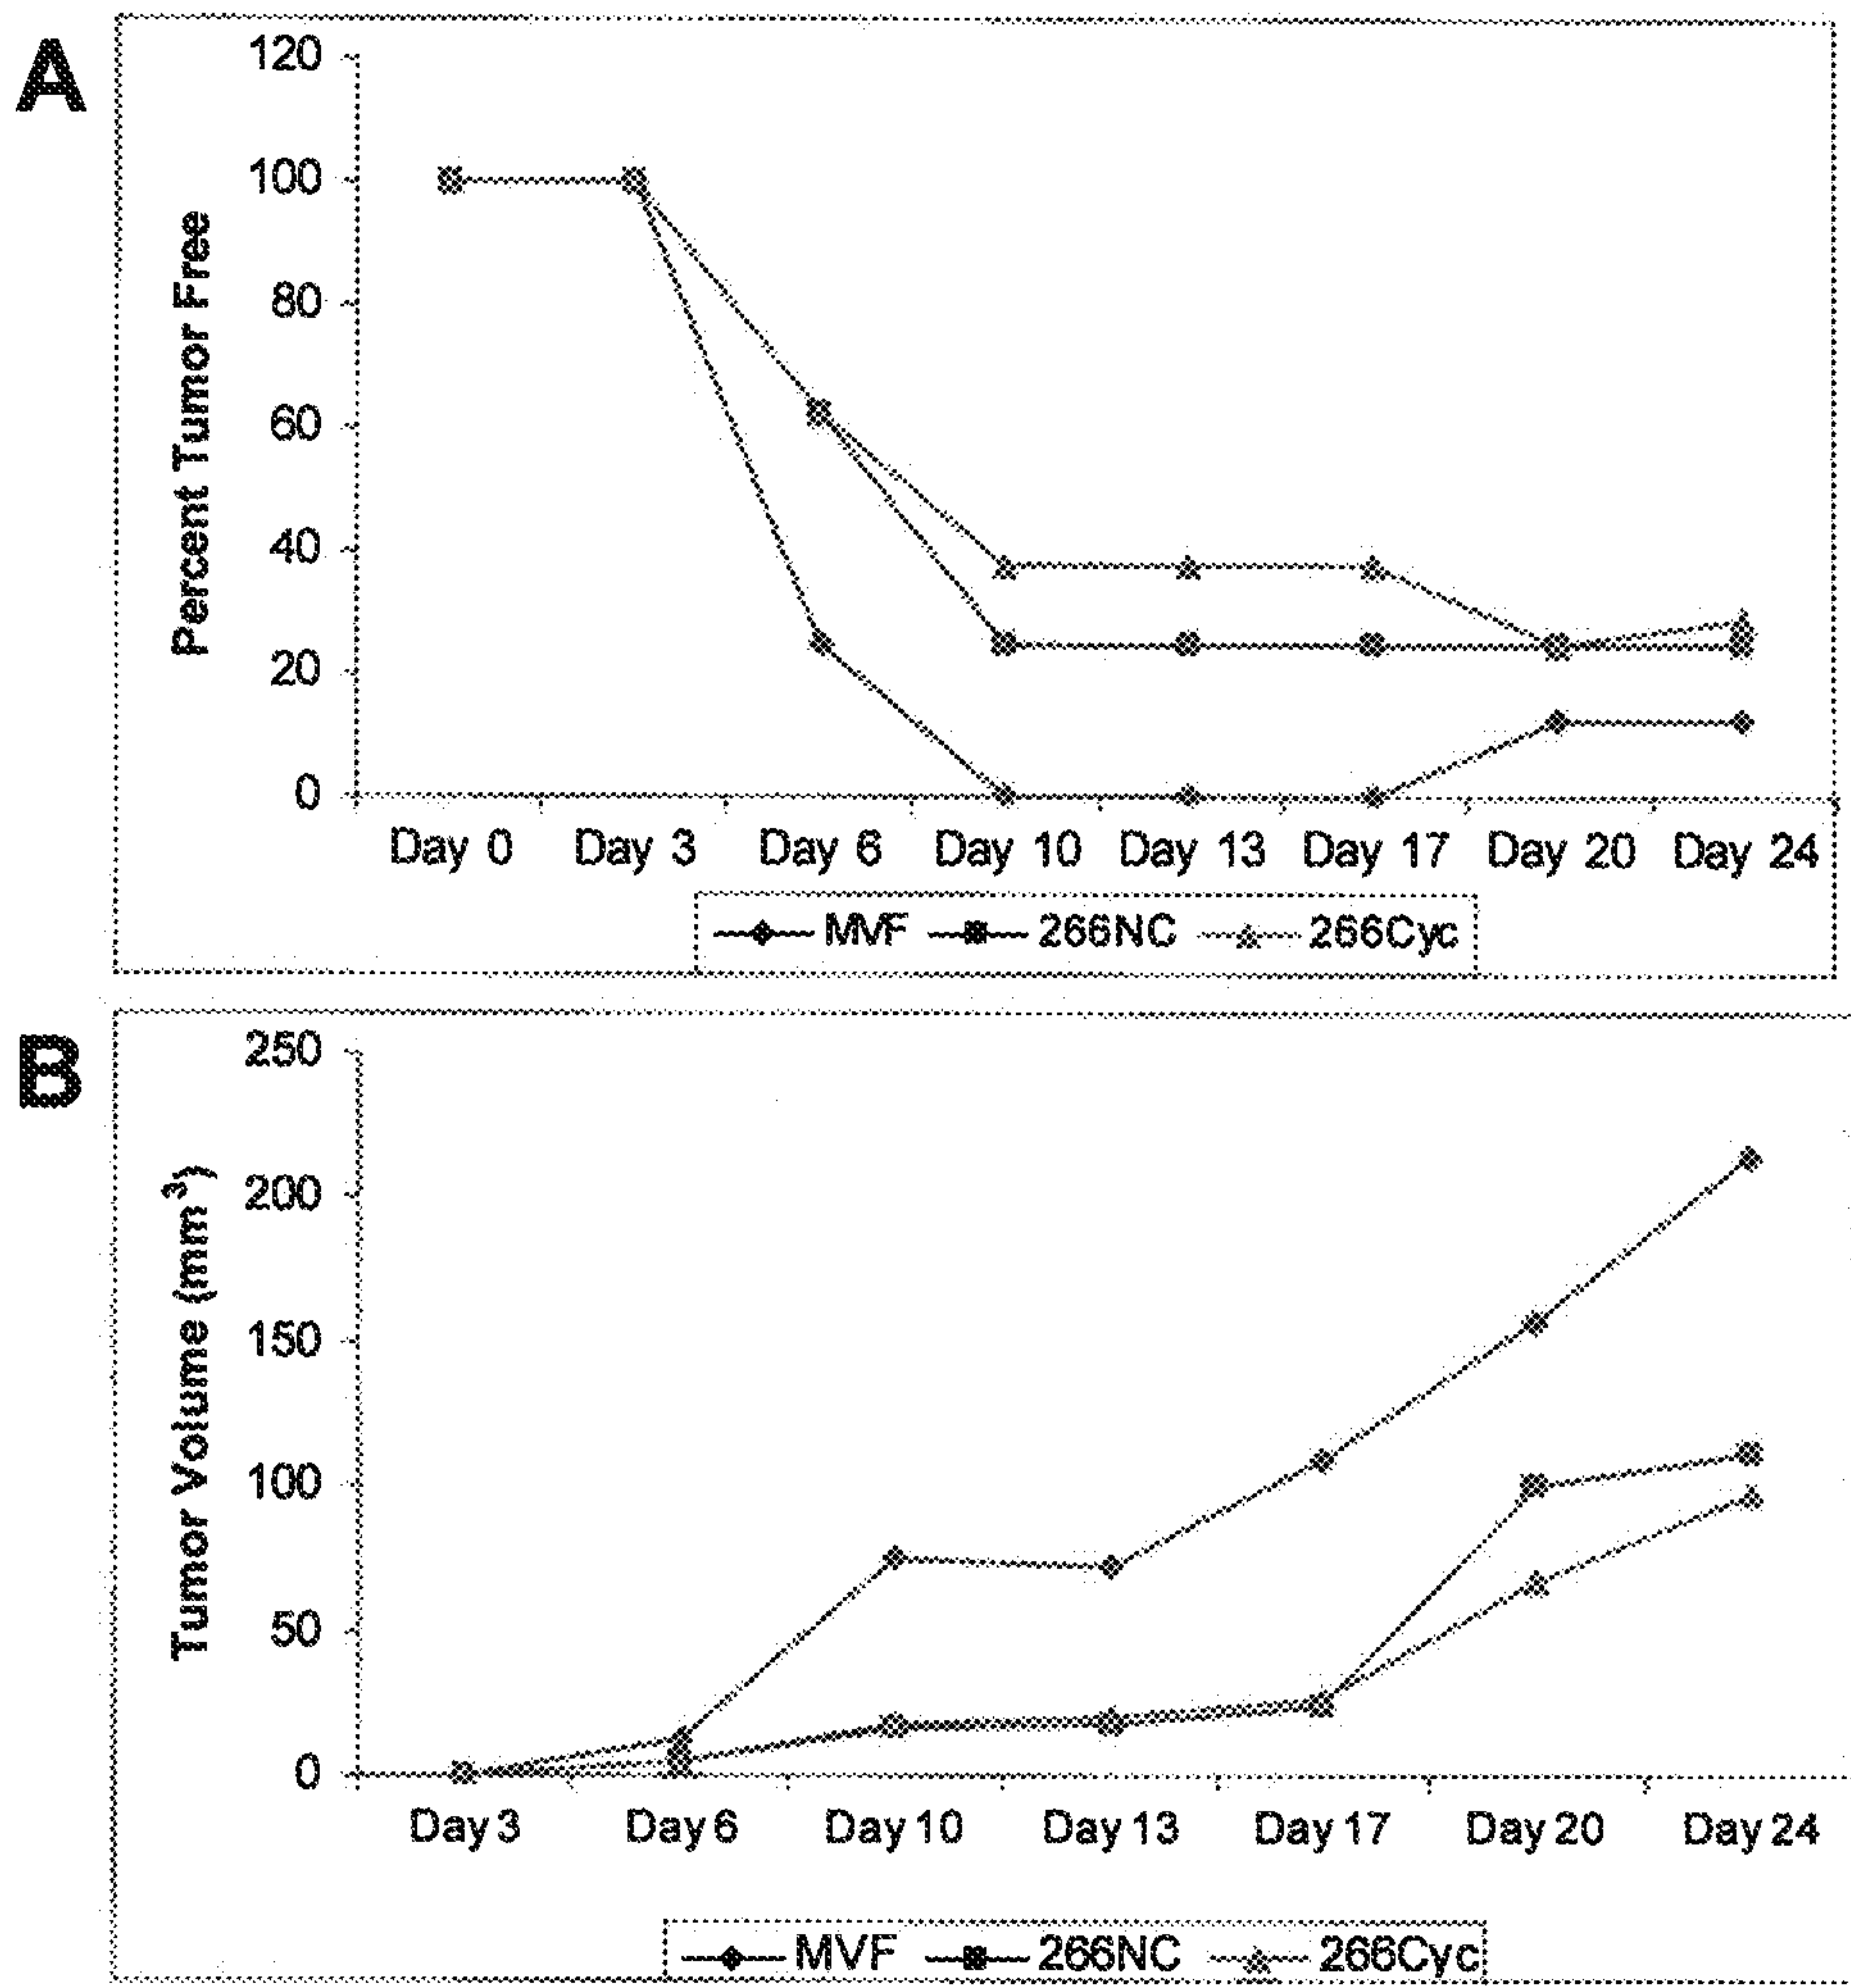 A
Percent Tumor Free
120
100
80
60
40
20
0
Day 0 Day 3 Day 6 Day 10 Day 13 Day 17 Day 20 Day 24
MVF 266NC 266Cyc
B
Tumor Volume (mm³)
250
200
150
100
50
0
Day 3 Day 6 Day 10 Day 13 Day 17 Day 20 Day 24
MVF 266NC 266Cyc